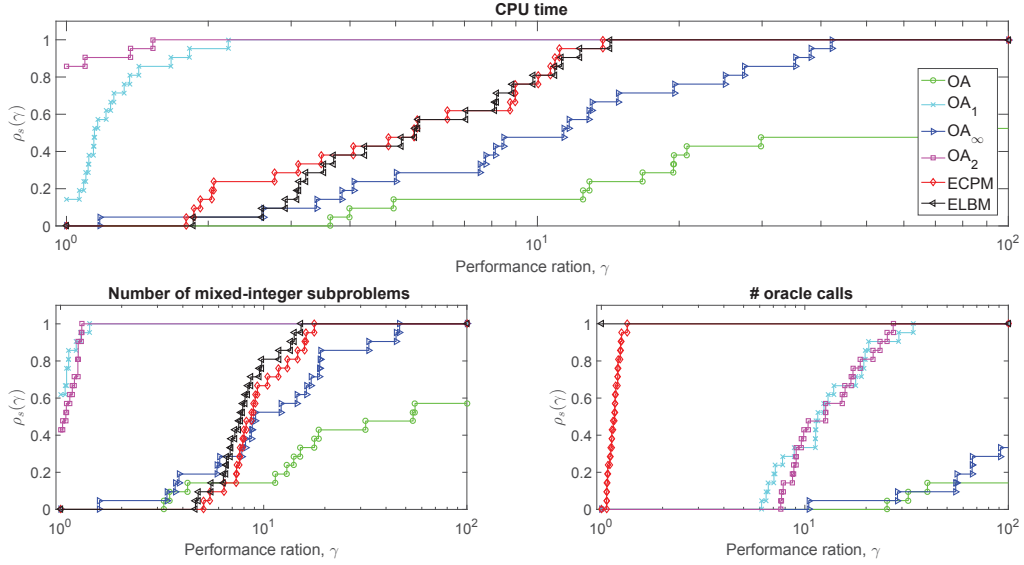 CPU time
1
0.8
0.6
0.4
0.2
0
ρs(γ)
10^0
10^1
10^2
Performance ration, γ
OA
OA_1
OA_∞
OA_2
ECPM
ELBM
Number of mixed-integer subproblems
1
0.8
0.6
0.4
0.2
0
ρs(γ)
10^0
10^1
10^2
Performance ration, γ
# oracle calls
1
0.8
0.6
0.4
0.2
0
ρs(γ)
10^0
10^1
10^2
Performance ration, γ